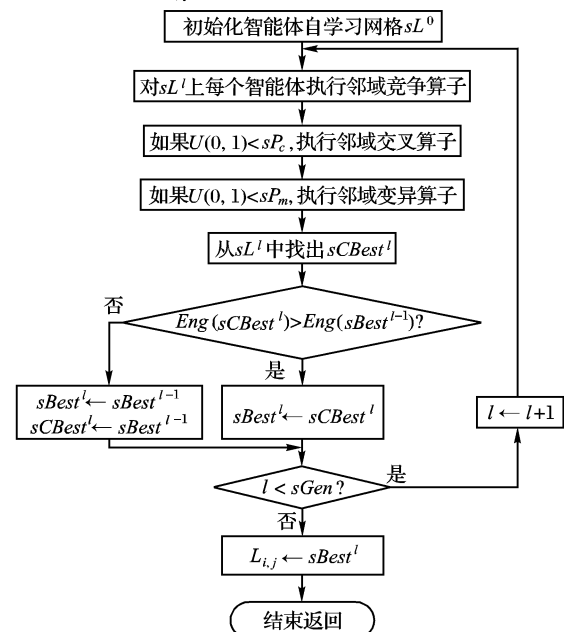 初始化智能体自学习网格sL⁰
对sLˡ上每个智能体执行邻域竞争算子
如果U(0, 1)<sP_c,执行邻域交叉算子
如果U(0, 1)<sP_m,执行邻域变异算子
从sLˡ中找出sCBestˡ
否
Eng(sCBestˡ)>Eng(sBestˡ⁻¹)?
是
sBestˡ←sBestˡ⁻¹
sCBestˡ←sBestˡ⁻¹
sBestˡ←sCBestˡ
l←l+1
l<sGen?
是
否
L_{i,j}←sBestˡ
结束返回